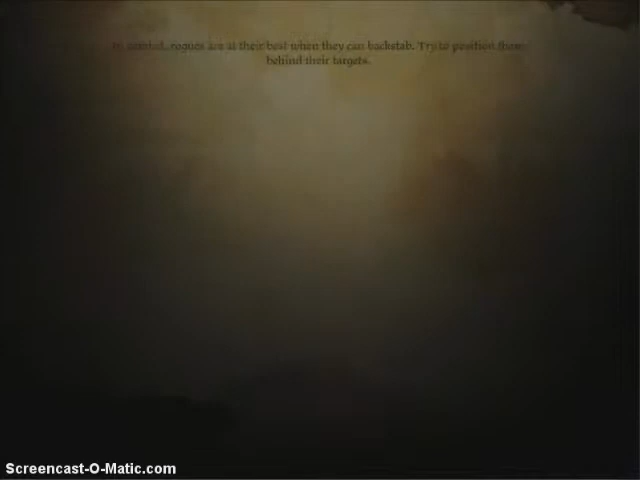 In combat, rogues are at their best when they can backstab. Try to position them
behind their targets.
Screencast-O-Matic.com